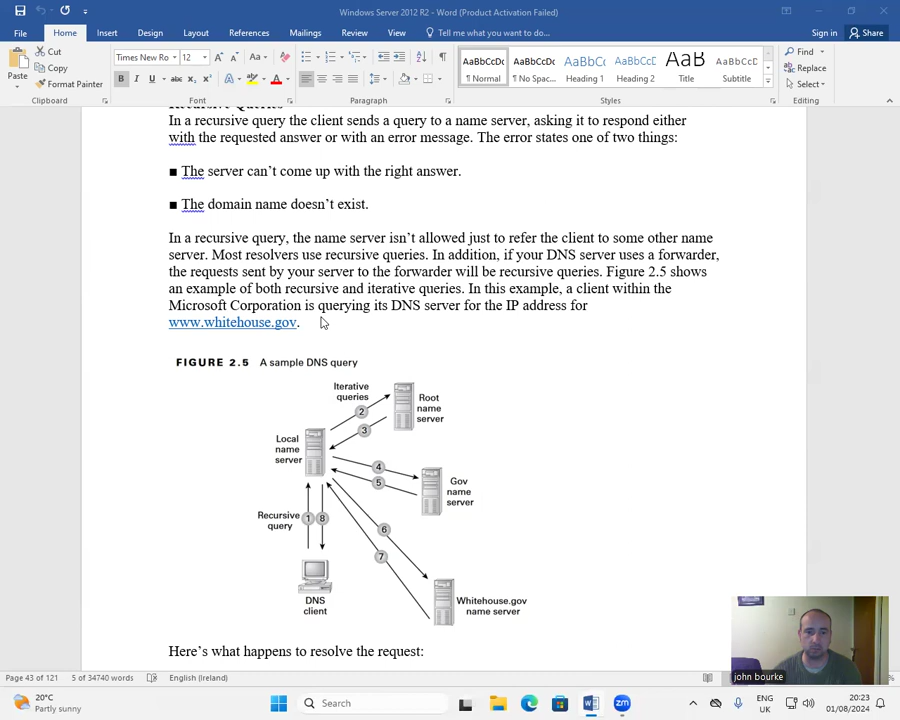 Windows Server 2012 R2 - Word (Product Activation Failed)
File Home Insert Design Layout References Mailings Review View Tell me what you want to do... Sign in Share
Paste Cut Copy Format Painter
Times New Ro 12 Aa
B I U abc
AaBbCcDc AaBbCcDc AaBbCc AaBbCcD AaB AaBbCcD
¶ Normal ¶ No Spac... Heading 1 Heading 2 Title Subtitle
Find Replace Select
Clipboard Font Paragraph Styles Editing
Recursive Queries
In a recursive query the client sends a query to a name server, asking it to respond either
with the requested answer or with an error message. The error states one of two things:
■ The server can’t come up with the right answer.
■ The domain name doesn’t exist.
In a recursive query, the name server isn’t allowed just to refer the client to some other name
server. Most resolvers use recursive queries. In addition, if your DNS server uses a forwarder,
the requests sent by your server to the forwarder will be recursive queries. Figure 2.5 shows
an example of both recursive and iterative queries. In this example, a client within the
Microsoft Corporation is querying its DNS server for the IP address for
www.whitehouse.gov.
FIGURE 2.5 A sample DNS query
Iterative
queries
2
3
Root
name
server
Local
name
server
4
5
Gov
name
server
Recursive
query
1 8
6
7
DNS
client
Whitehouse.gov
name server
Here’s what happens to resolve the request:
john bourke
Page 43 of 121 5 of 34740 words English (Ireland)
20°C
Partly sunny
Search
ENG
UK
20:23
01/08/2024